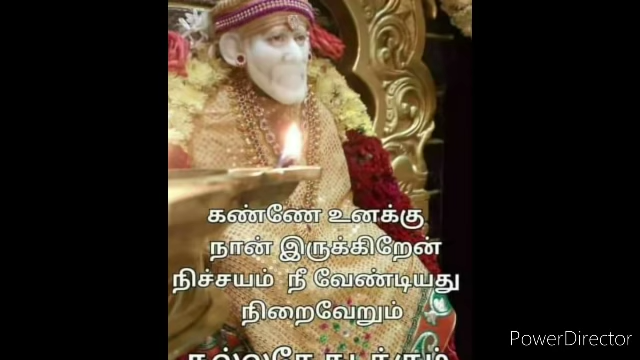 கண்ணே உனக்கு
நான் இருக்கிறேன்
நிச்சயம் நீ வேண்டியது
நிறைவேறும்
PowerDirector